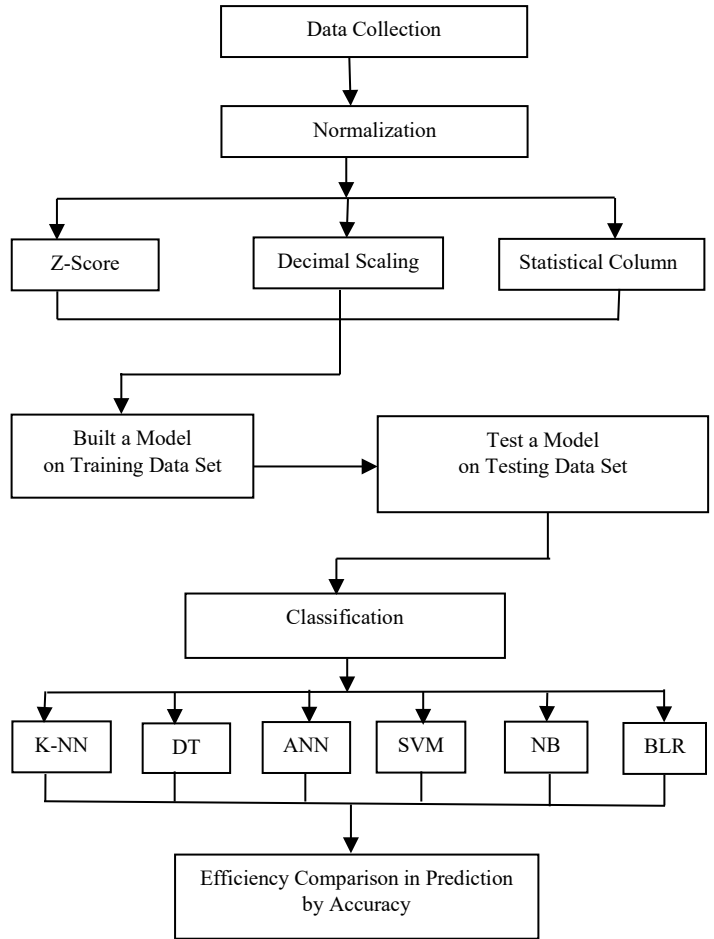 Data Collection
Normalization
Z-Score
Decimal Scaling
Statistical Column
Built a Model
on Training Data Set
Test a Model
on Testing Data Set
Classification
K-NN
DT
ANN
SVM
NB
BLR
Efficiency Comparison in Prediction
by Accuracy